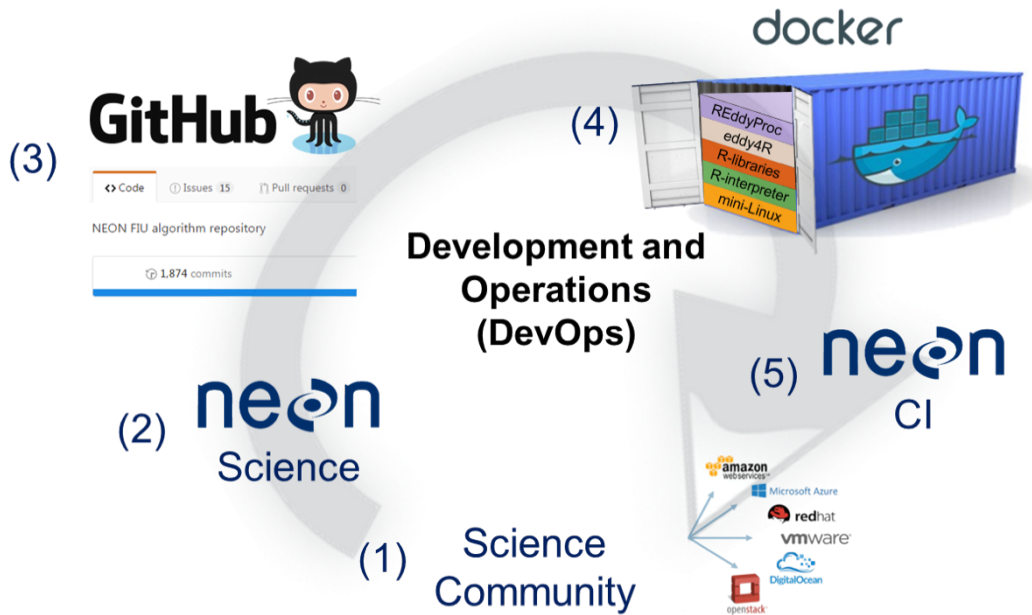 docker
REddyProc
eddy4R
R-libraries
R-interpreter
mini-Linux
(4)
GitHub
(3)
<> Code
Issues 15
Pull requests 0
NEON FIU algorithm repository
1,874 commits
Development and
Operations
(DevOps)
(5)
neon
CI
(2)
neon
Science
(1)
Science
Community
amazon
webservices™
Microsoft Azure
redhat
vmware®
DigitalOcean
openstack